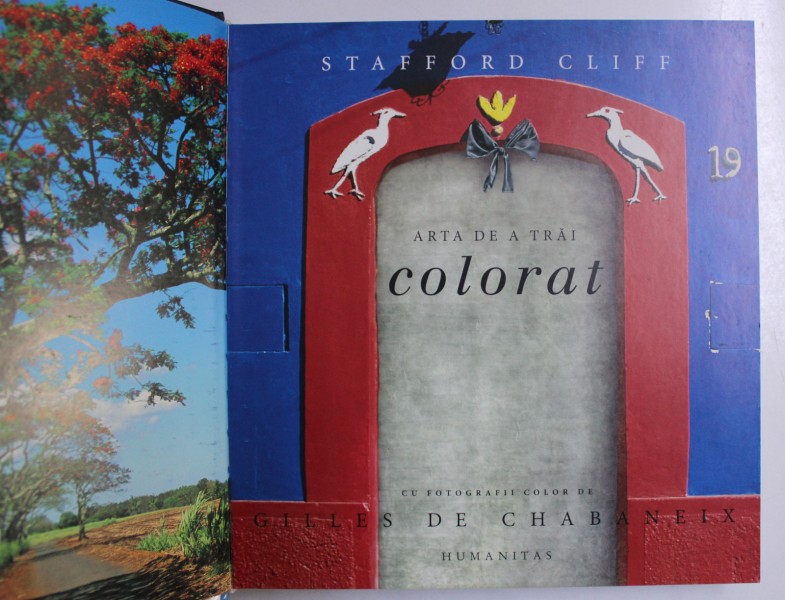 STAFFORD CLIFF
19
ARTA DE A TRĂI
colorat
CU FOTOGRAFII COLOR DE
GILLES DE CHABANEIX
HUMANITAS